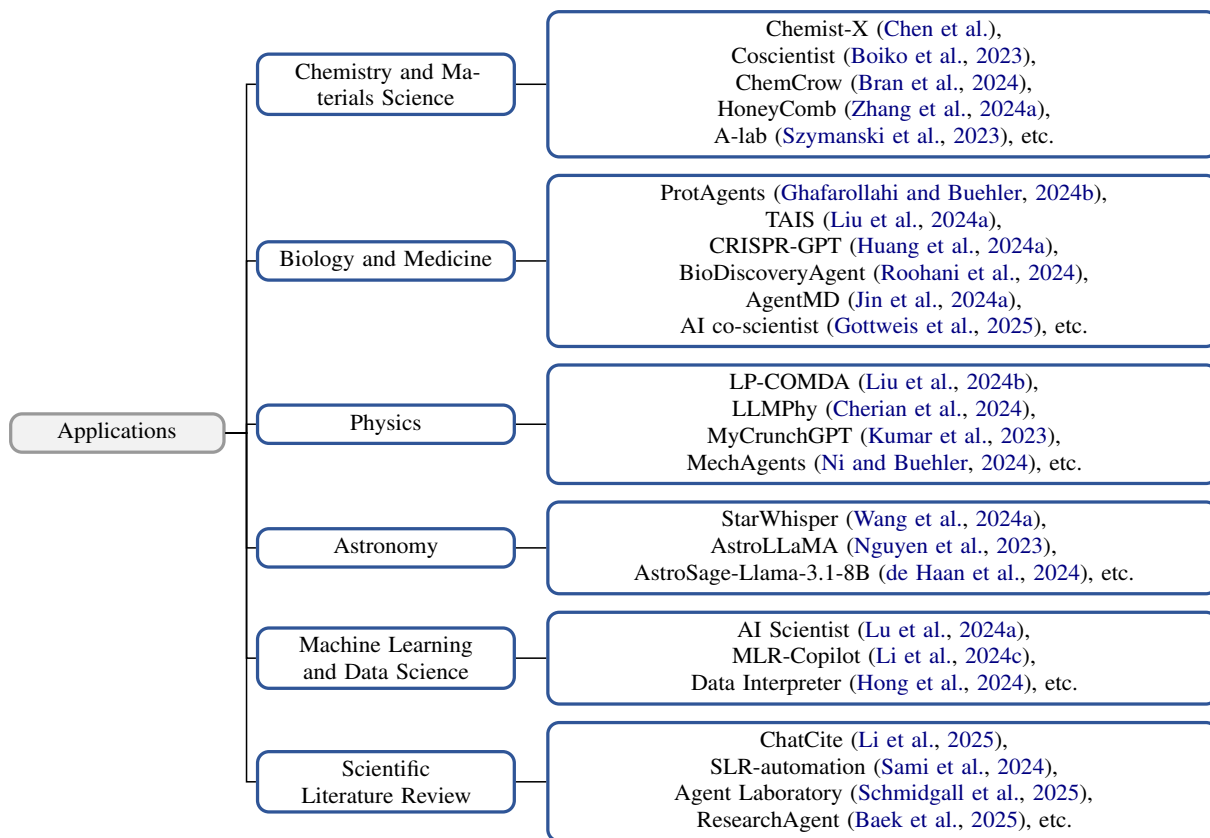 Applications
Chemistry and Ma-
terials Science
Chemist-X (Chen et al.),
Coscientist (Boiko et al., 2023),
ChemCrow (Bran et al., 2024),
HoneyComb (Zhang et al., 2024a),
A-lab (Szymanski et al., 2023), etc.
Biology and Medicine
ProtAgents (Ghafarollahi and Buehler, 2024b),
TAIS (Liu et al., 2024a),
CRISPR-GPT (Huang et al., 2024a),
BioDiscoveryAgent (Roohani et al., 2024),
AgentMD (Jin et al., 2024a),
AI co-scientist (Gottweis et al., 2025), etc.
Physics
LP-COMDA (Liu et al., 2024b),
LLMPhy (Cherian et al., 2024),
MyCrunchGPT (Kumar et al., 2023),
MechAgents (Ni and Buehler, 2024), etc.
Astronomy
StarWhisper (Wang et al., 2024a),
AstroLLaMA (Nguyen et al., 2023),
AstroSage-Llama-3.1-8B (de Haan et al., 2024), etc.
Machine Learning
and Data Science
AI Scientist (Lu et al., 2024a),
MLR-Copilot (Li et al., 2024c),
Data Interpreter (Hong et al., 2024), etc.
Scientific
Literature Review
ChatCite (Li et al., 2025),
SLR-automation (Sami et al., 2024),
Agent Laboratory (Schmidgall et al., 2025),
ResearchAgent (Baek et al., 2025), etc.